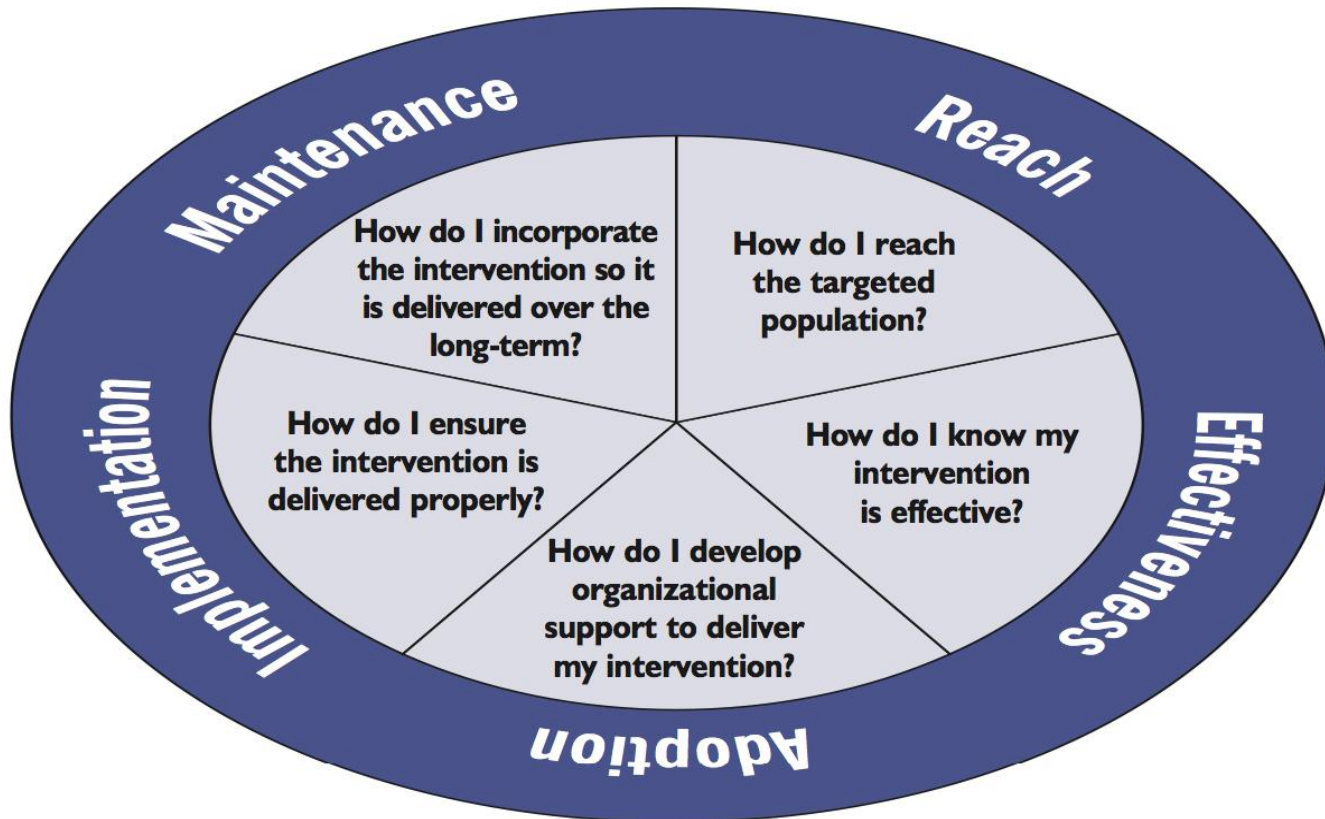 Reach
How do I reach
the targeted
population?
Effectiveness
How do I know my
intervention
is effective?
Adoption
How do I develop
organizational
support to deliver
my intervention?
Implementation
How do I ensure
the intervention is
delivered properly?
Maintenance
How do I incorporate
the intervention so it
is delivered over the
long-term?